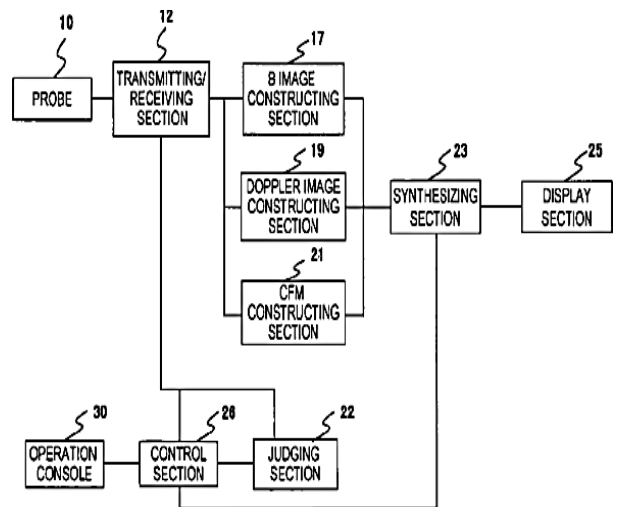 12
17
10
TRANSMITTING/
RECEIVING
SECTION
8 IMAGE
CONSTRUCTING
SECTION
PROBE
19
23
25
DOPPLER IMAGE
CONSTRUCTING
SECTION
SYNTHESIZING
SECTION
DISPLAY
SECTION
21
CFM
CONSTRUCTING
SECTION
30
26
22
OPERATION
CONSOLE
CONTROL
SECTION
JUDGING
SECTION